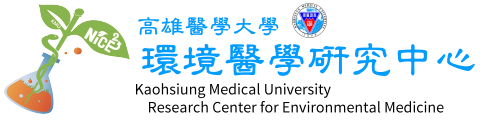 NICE²
高雄醫學大學
環境醫學研究中心
Kaohsiung Medical University
Research Center for Environmental Medicine